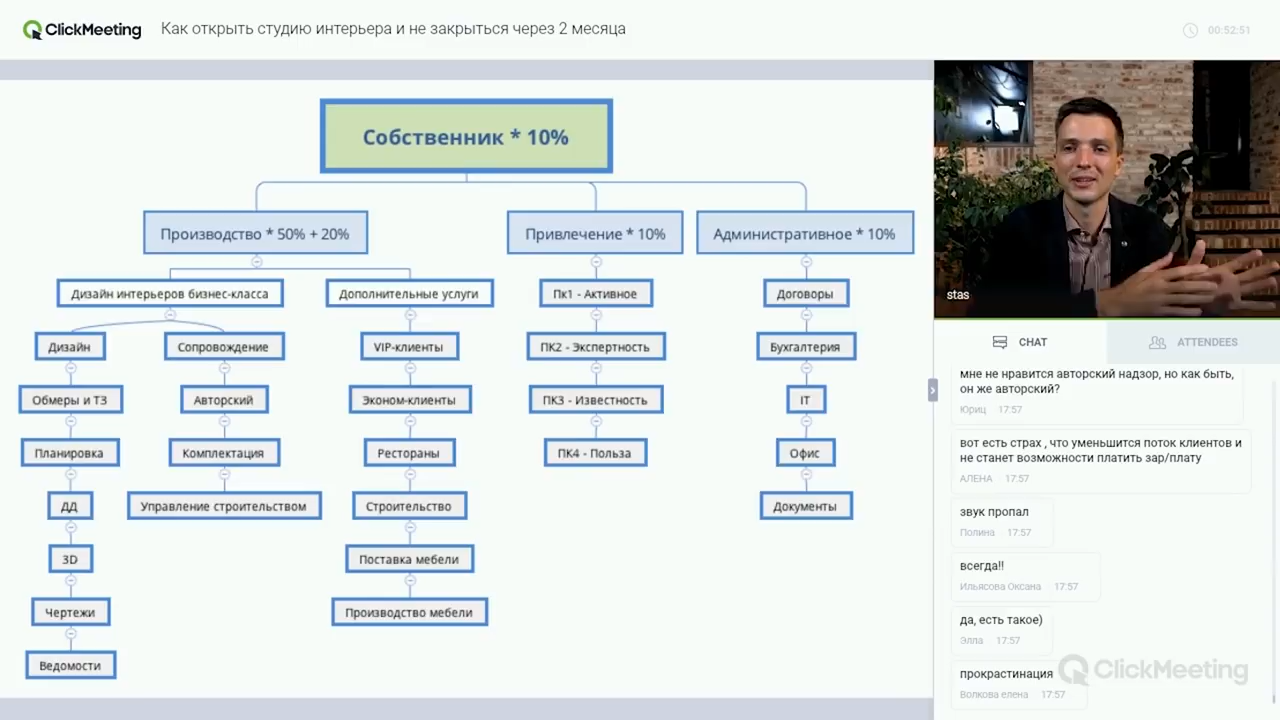 ClickMeeting
Как открыть студию интерьера и не закрыться через 2 месяца
00:52:51
Собственник * 10%
Производство * 50% + 20%
Привлечение * 10%
Административное * 10%
Дизайн интерьеров бизнес-класса
Дополнительные услуги
Пк1 - Активное
Договоры
Дизайн
Сопровождение
VIP-клиенты
ПК2 - Экспертность
Бухгалтерия
Обмеры и ТЗ
Авторский
Эконом-клиенты
ПК3 - Известность
IT
Планировка
Комплектация
Рестораны
ПК4 - Польза
Офис
ДД
Управление строительством
Строительство
Документы
3D
Поставка мебели
Чертежи
Производство мебели
Ведомости
stas
CHAT
ATTENDEES
мне не нравится авторский надзор, но как быть,
он же авторский?
Юриц 17:57
вот есть страх , что уменьшится поток клиентов и
не станет возможности платить зар/плату
АЛЕНА 17:57
звук пропал
Полина 17:57
всегда!!
Ильясова Оксана 17:57
да, есть такое)
Элпа 17:57
прокрастинация
Волкова елена 17:57
ClickMeeting